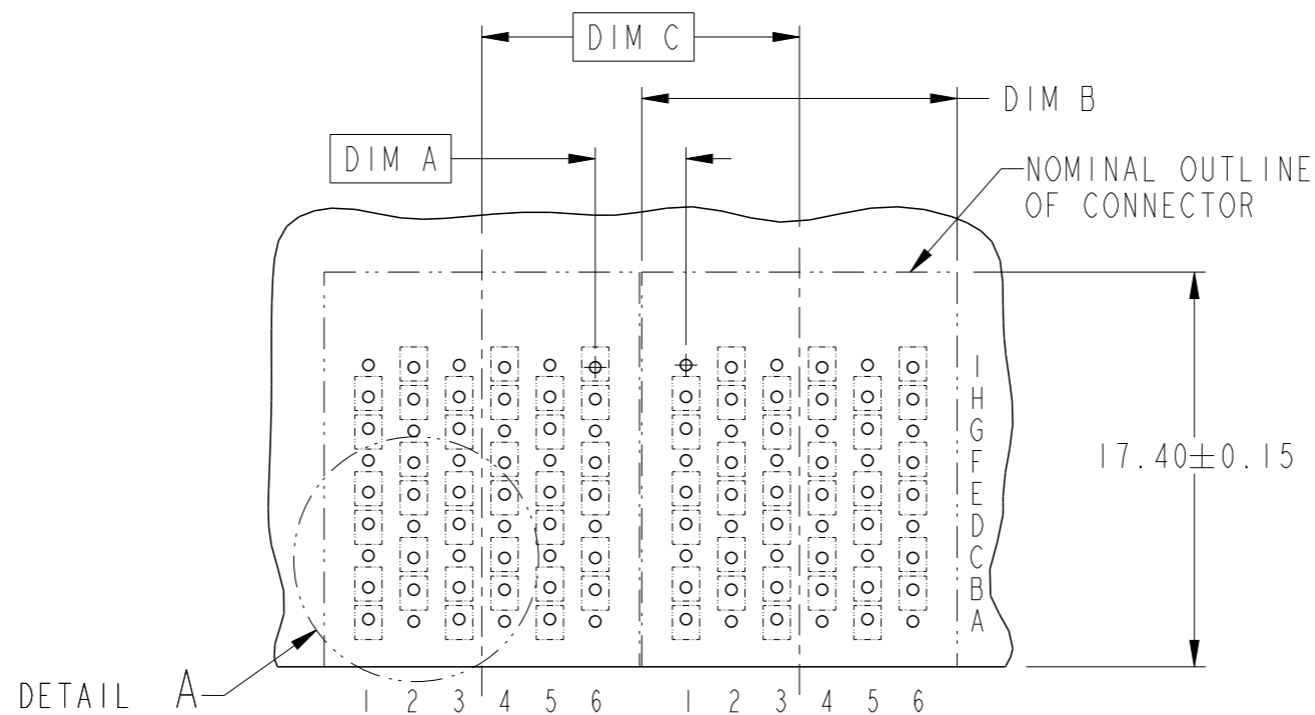 DIM C
DIM B
DIM A
NOMINAL OUTLINE
OF CONNECTOR
I
H
G
F
E
D
C
B
A
17.40±0.15
DETAIL A
1 2 3 4 5 6 1 2 3 4 5 6